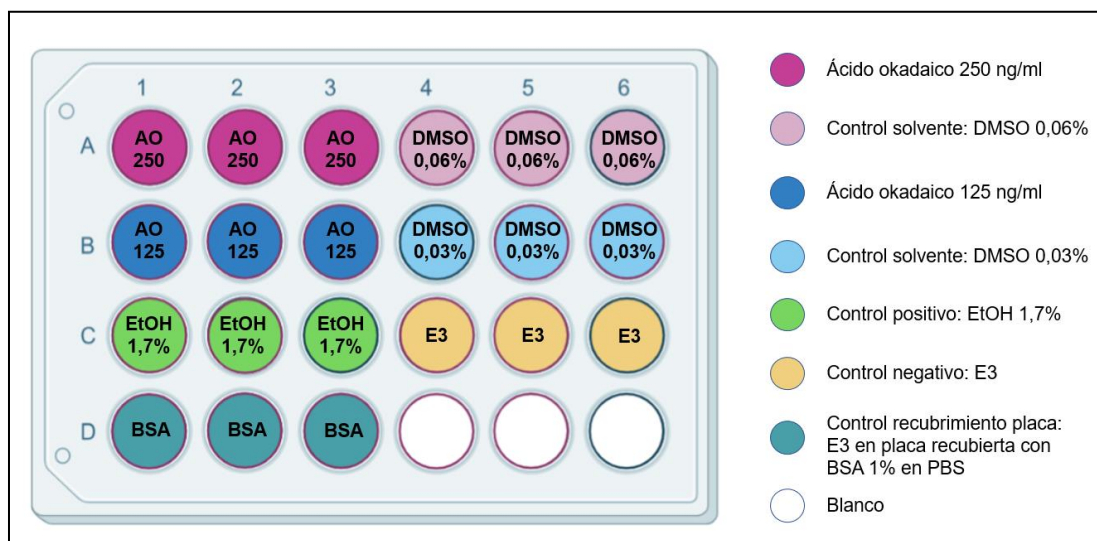 1 2 3 4 5 6
A AO 250 AO 250 AO 250 DMSO 0,06% DMSO 0,06% DMSO 0,06%
B AO 125 AO 125 AO 125 DMSO 0,03% DMSO 0,03% DMSO 0,03%
C EtOH 1,7% EtOH 1,7% EtOH 1,7% E3 E3 E3
D BSA BSA BSA
Ácido okadaico 250 ng/ml
Control solvente: DMSO 0,06%
Ácido okadaico 125 ng/ml
Control solvente: DMSO 0,03%
Control positivo: EtOH 1,7%
Control negativo: E3
Control recubrimiento placa:
E3 en placa recubierta con
BSA 1% en PBS
Blanco